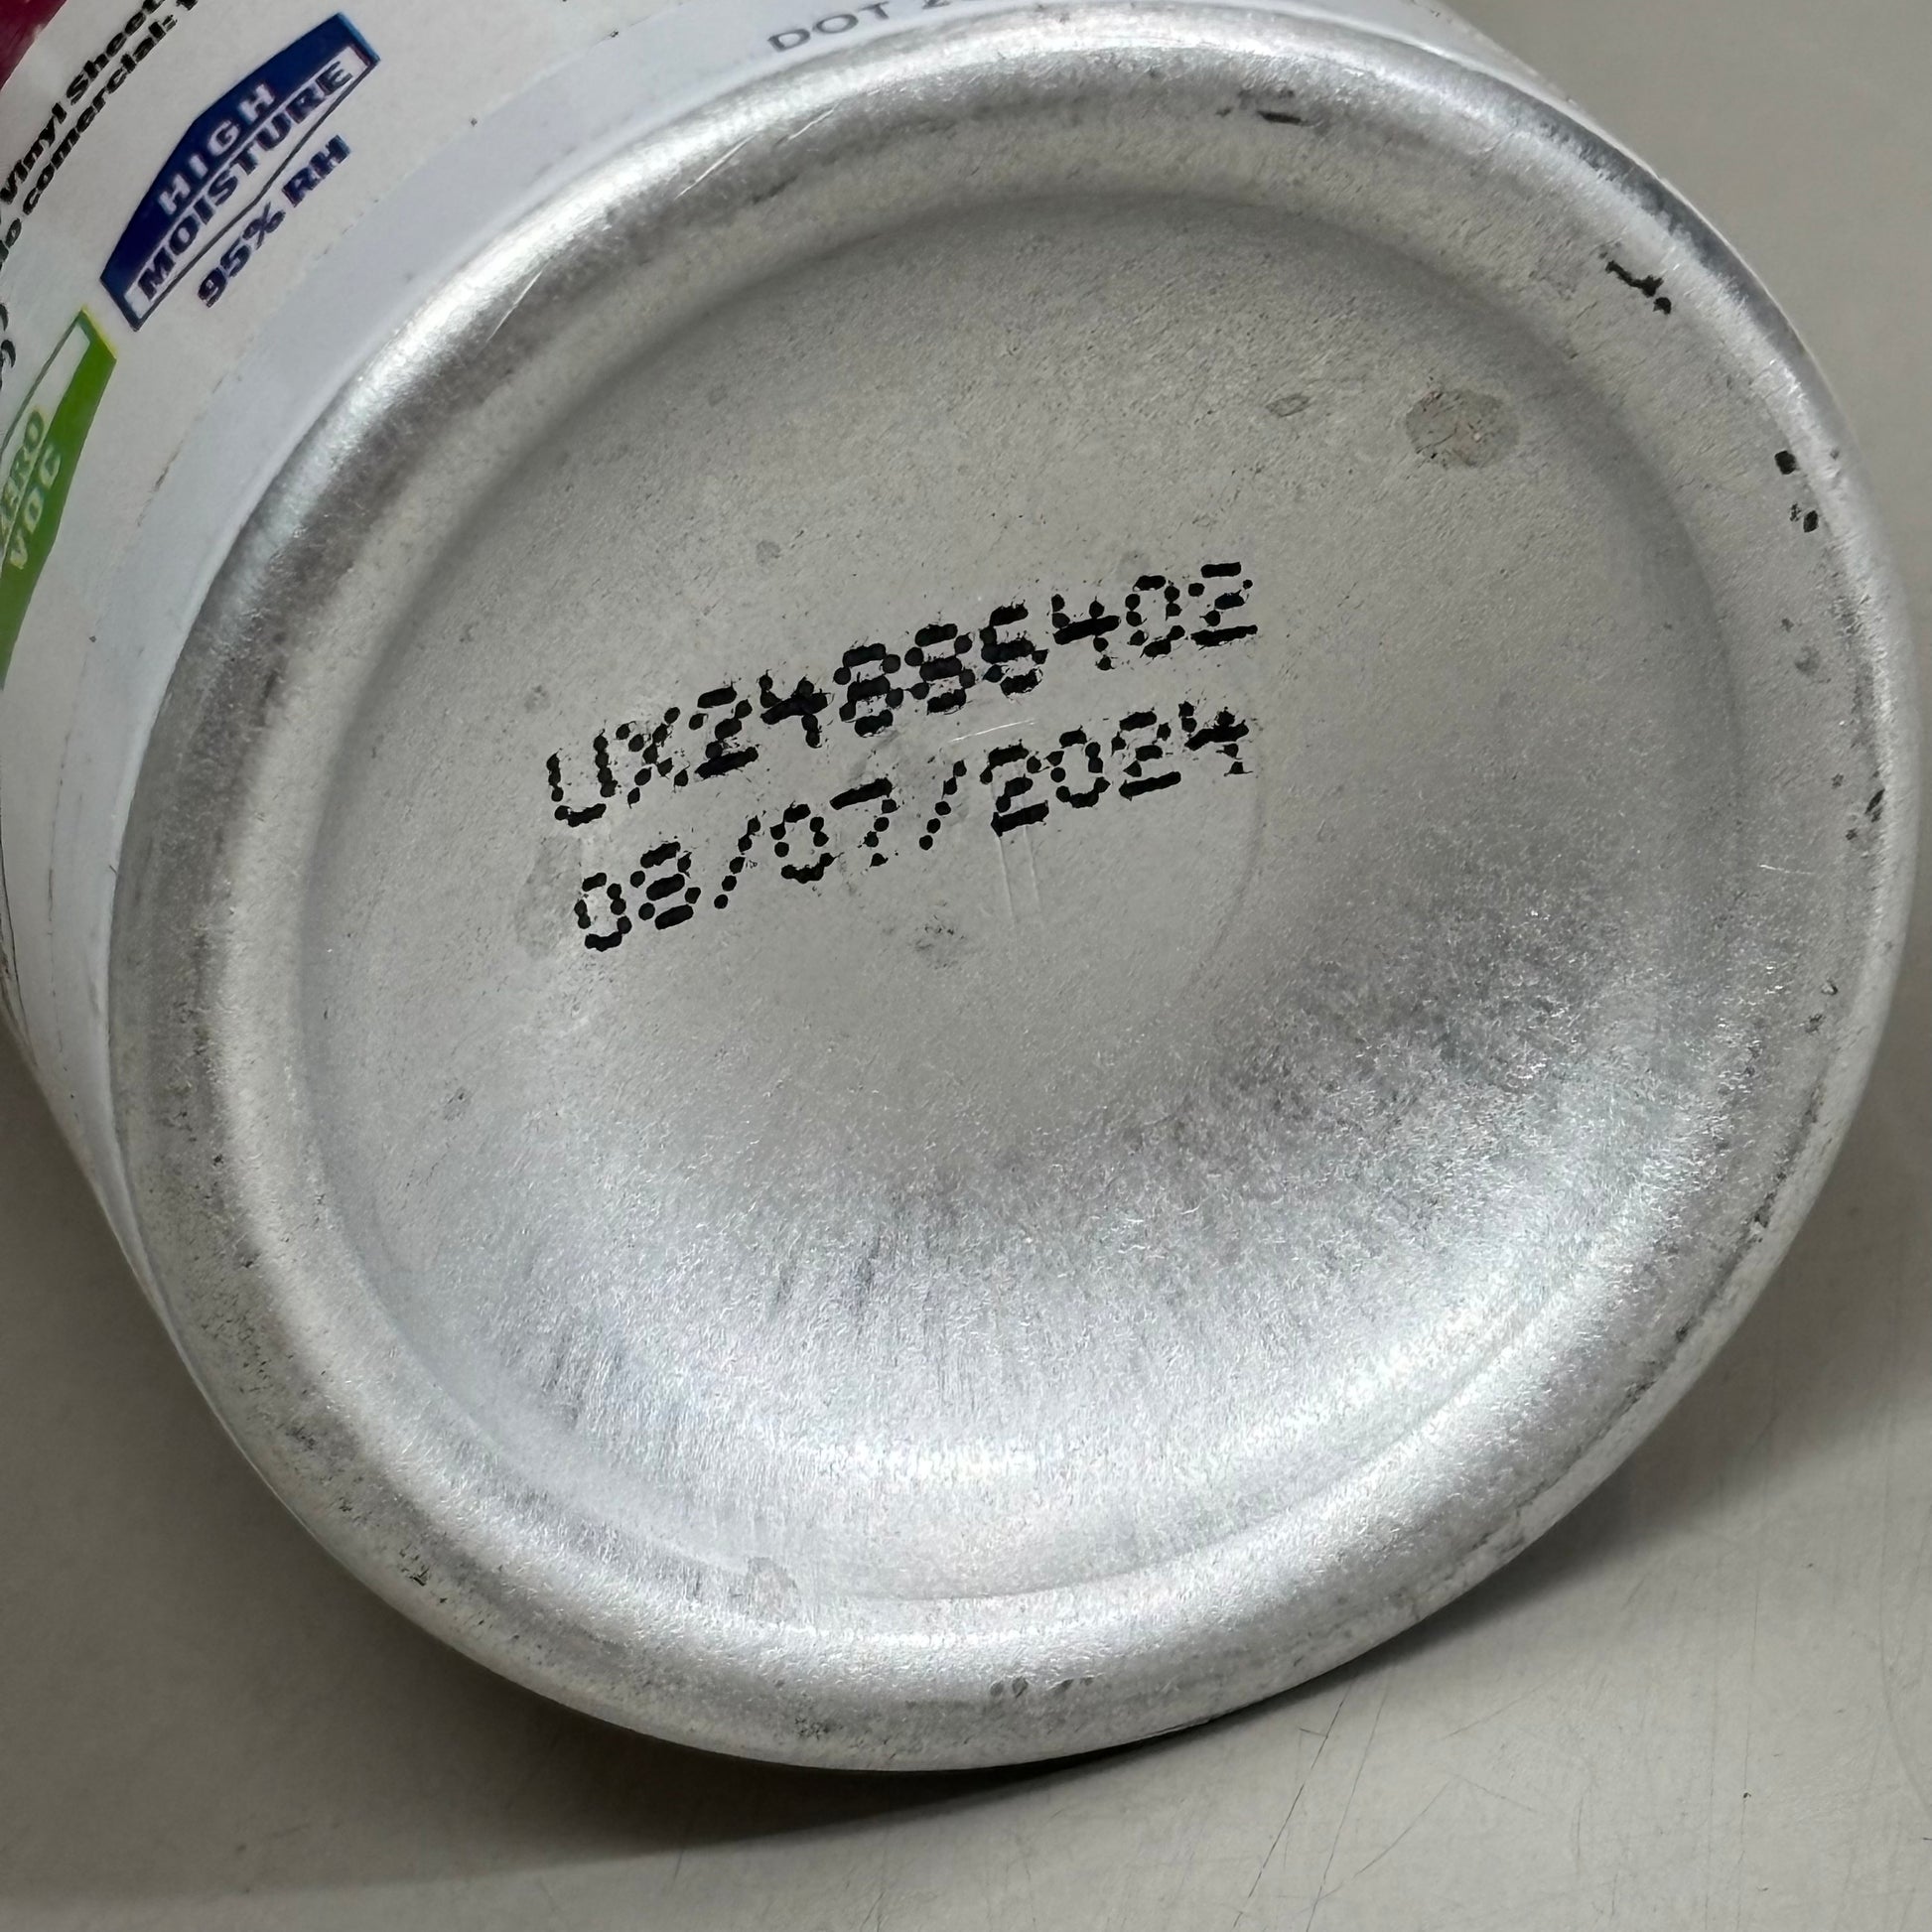 Vinyl Sheet
comercial:
HIGH
MOISTURE
95% RH
ZERO
VOC
DOT
UX24886402
08/07/2024